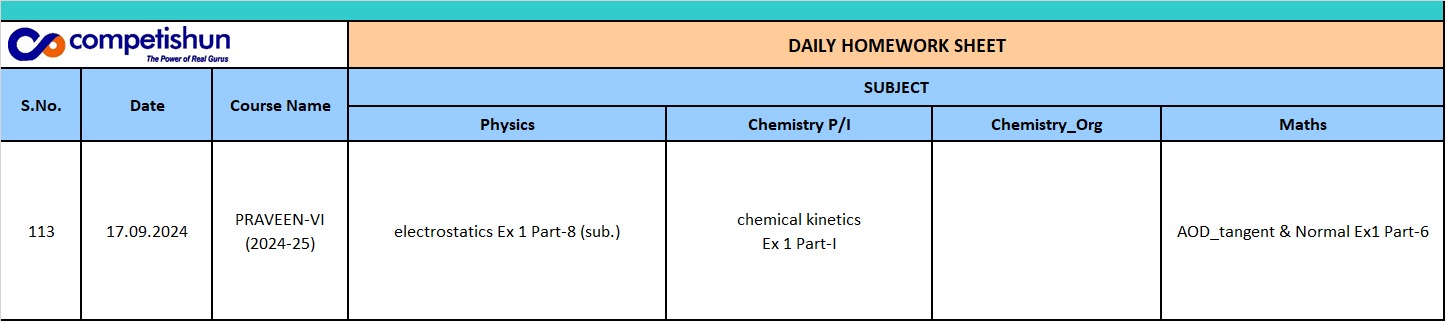 competishun
The Power of Real Gurus
DAILY HOMEWORK SHEET
S.No.
Date
Course Name
SUBJECT
Physics
Chemistry P/I
Chemistry_Org
Maths
113
17.09.2024
PRAVEEN-VI
(2024-25)
electrostatics Ex 1 Part-8 (sub.)
chemical kinetics
Ex 1 Part-I
AOD_tangent & Normal Ex1 Part-6